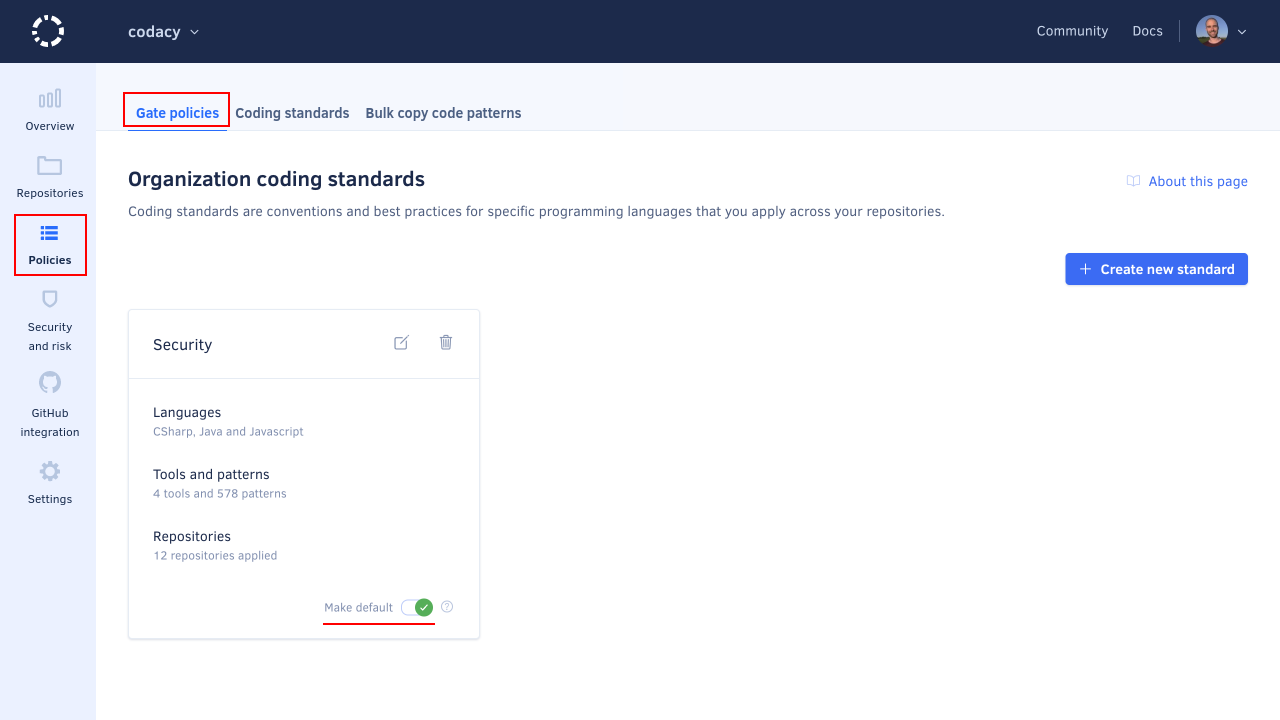 codacy
Community
Docs
Overview
Repositories
Policies
Security
and risk
GitHub
integration
Settings
Gate policies
Coding standards
Bulk copy code patterns
Organization coding standards
About this page
Coding standards are conventions and best practices for specific programming languages that you apply across your repositories.
+ Create new standard
Security
Languages
CSharp, Java and Javascript
Tools and patterns
4 tools and 578 patterns
Repositories
12 repositories applied
Make default
?